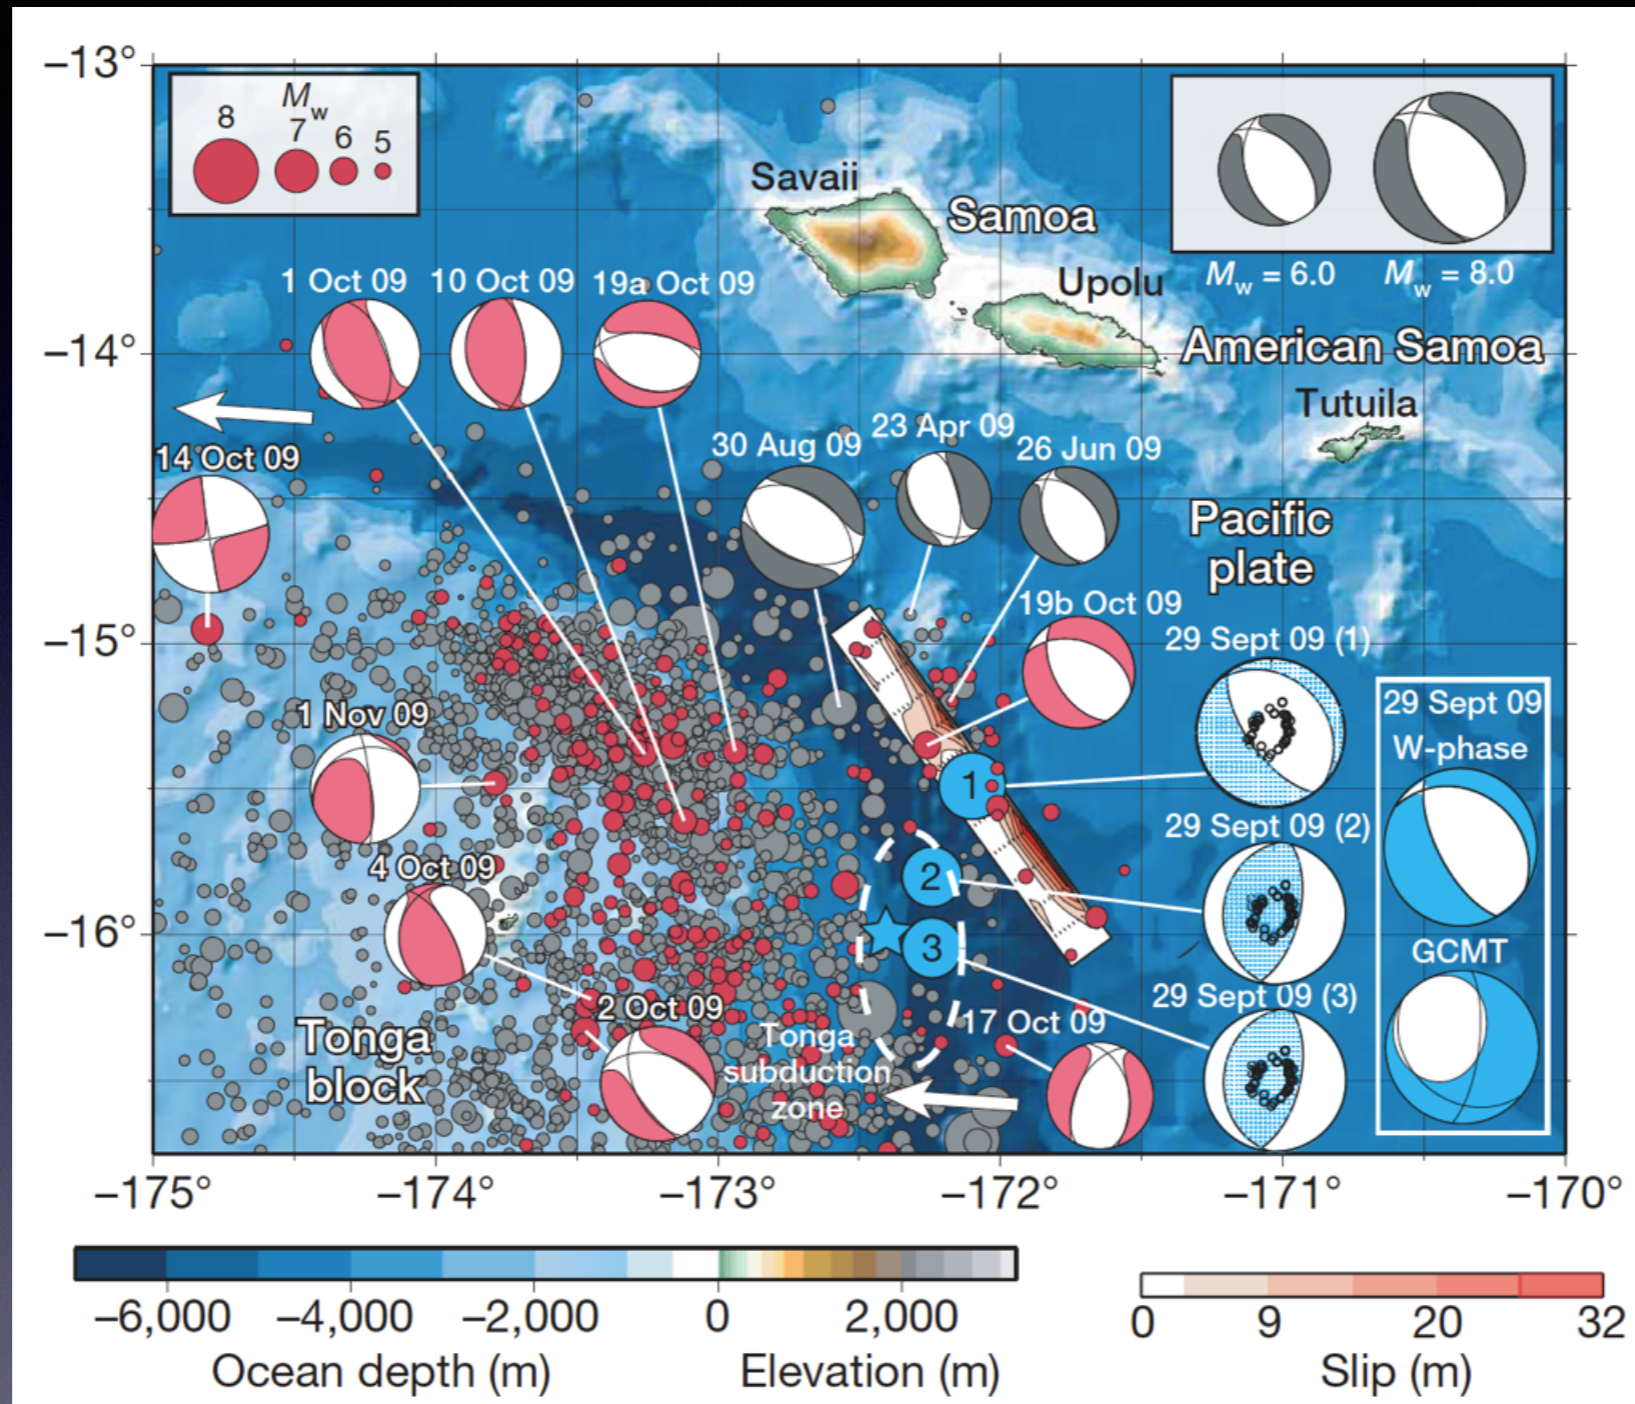 −13°
−14°
−15°
−16°
Mw
8
7
6
5
Savaii
Samoa
Upolu
Mw = 6.0
Mw = 8.0
American Samoa
Tutuila
1 Oct 09
10 Oct 09
19a Oct 09
14 Oct 09
30 Aug 09
23 Apr 09
26 Jun 09
Pacific
plate
19b Oct 09
29 Sept 09 (1)
29 Sept 09
W-phase
1 Nov 09
1
29 Sept 09 (2)
4 Oct 09
2
3
GCMT
29 Sept 09 (3)
2 Oct 09
17 Oct 09
Tonga
block
Tonga
subduction
zone
−175°
−174°
−173°
−172°
−171°
−170°
−6,000
−4,000
−2,000
0
2,000
Ocean depth (m)
Elevation (m)
0
9
20
32
Slip (m)